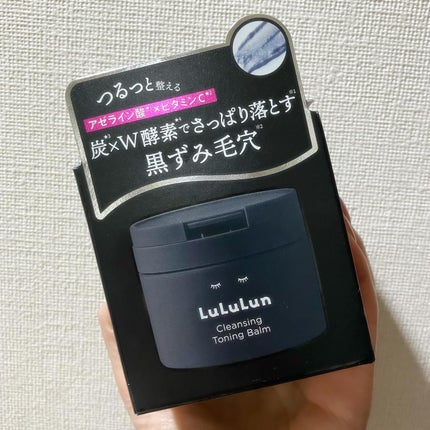 つるっと整える
アゼライン酸※1×ビタミンC※2
炭※3×W酵素※でさっぱり落とす※1
黒ずみ毛穴※3
LuLuLun
Cleansing
Toning Balm